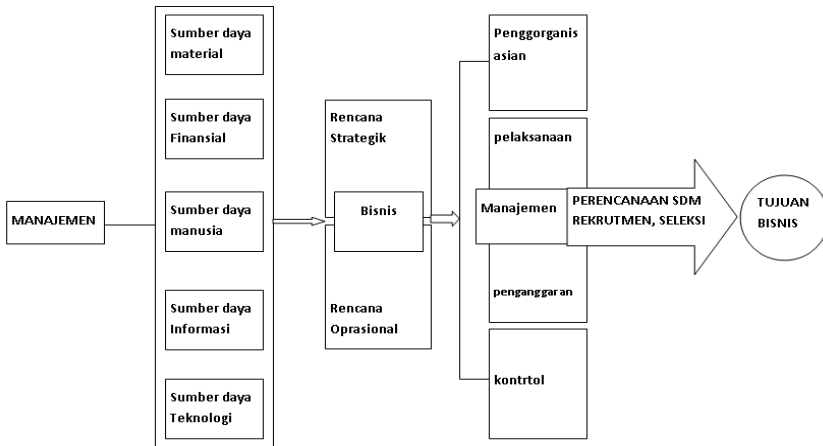 MANAJEMEN
Sumber daya
material
Sumber daya
Finansial
Sumber daya
manusia
Sumber daya
Informasi
Sumber daya
Teknologi
Rencana
Strategik
Bisnis
Rencana
Oprasional
Penggorganis
asian
pelaksanaan
Manajemen
penganggaran
kontrtol
PERENCANAAN SDM
REKRUTMEN, SELEKSI
TUJUAN
BISNIS